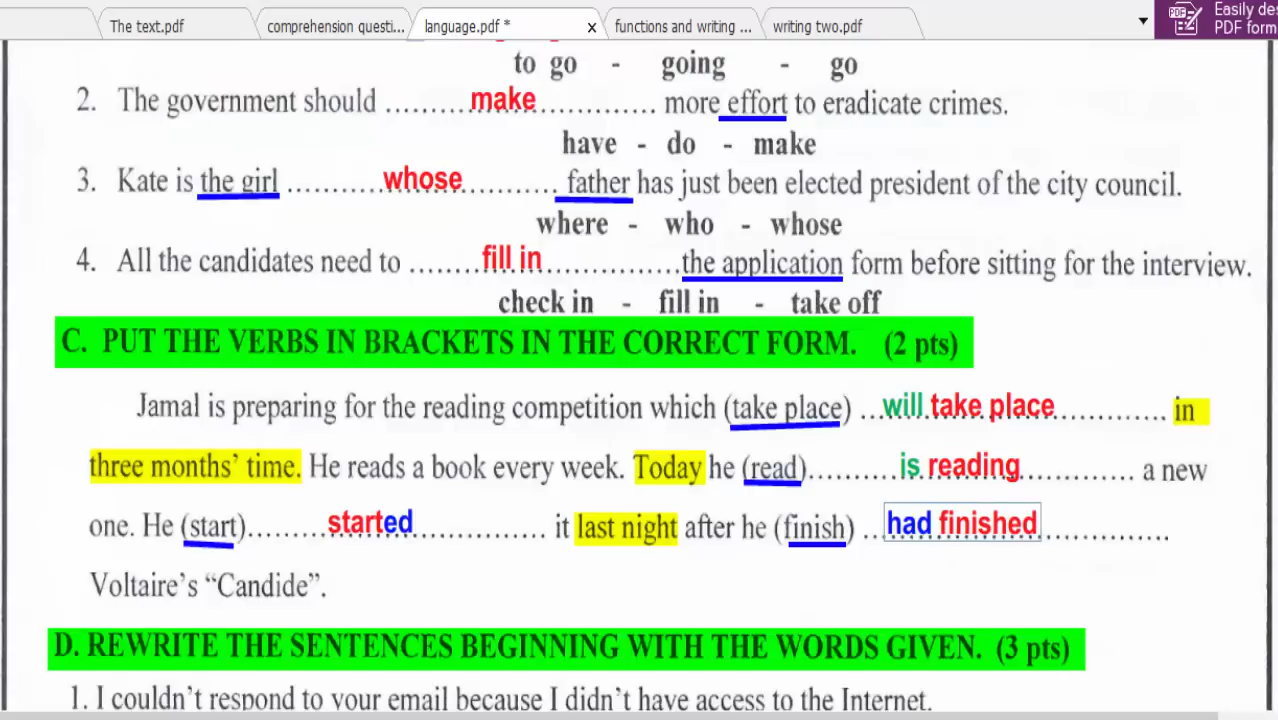 The text.pdf comprehension questi... language.pdf * x functions and writing ... writing two.pdf
Easily de
PDF form
to go - going - go
2. The government should ..........make.............. more effort to eradicate crimes.
have - do - make
3. Kate is the girl ...........whose........... father has just been elected president of the city council.
where - who - whose
4. All the candidates need to ........fill in................the application form before sitting for the interview.
check in - fill in - take off
C. PUT THE VERBS IN BRACKETS IN THE CORRECT FORM. (2 pts)
Jamal is preparing for the reading competition which (take place) ...will take place............. in
three months' time. He reads a book every week. Today he (read)..........is reading.............. a new
one. He (start)..........started................ it last night after he (finish) ...had finished................
Voltaire's “Candide”.
D. REWRITE THE SENTENCES BEGINNING WITH THE WORDS GIVEN. (3 pts)
1. I couldn't respond to your email because I didn't have access to the Internet.